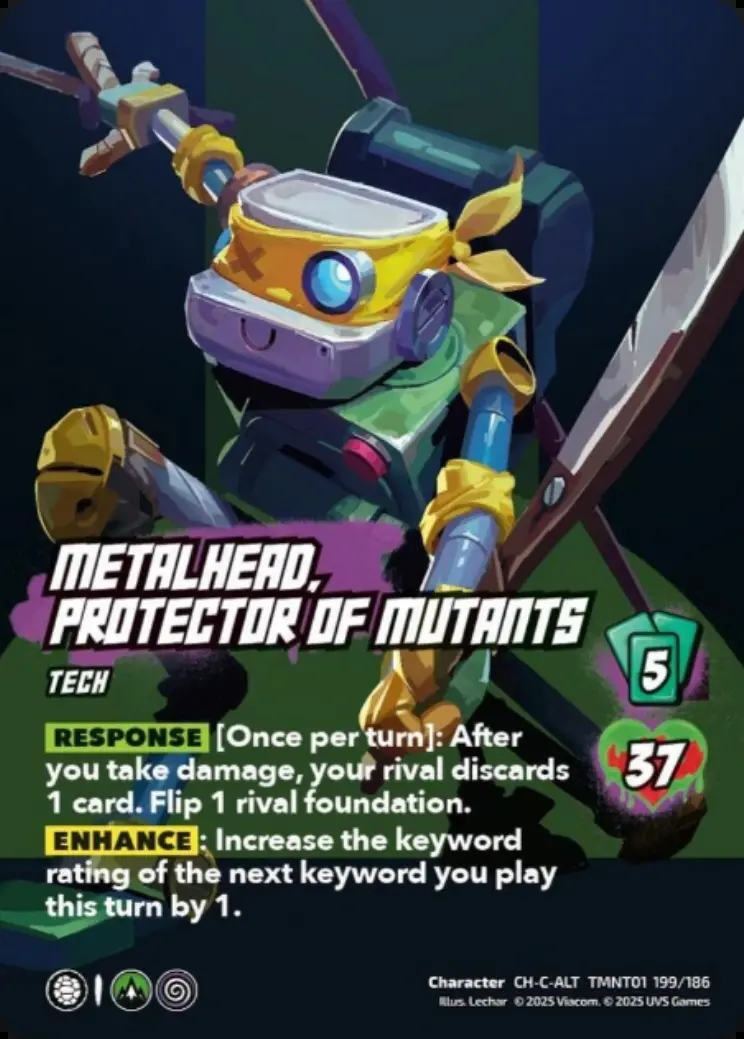 METALHEAD,
PROTECTOR OF MUTANTS
TECH
5
RESPONSE [Once per turn]: After
you take damage, your rival discards
1 card. Flip 1 rival foundation.
37
ENHANCE : Increase the keyword
rating of the next keyword you play
this turn by 1.
Character CH-C-ALT TMNT01 199/186
Illus. Lechar © 2025 Viacom. © 2025 UVS Games